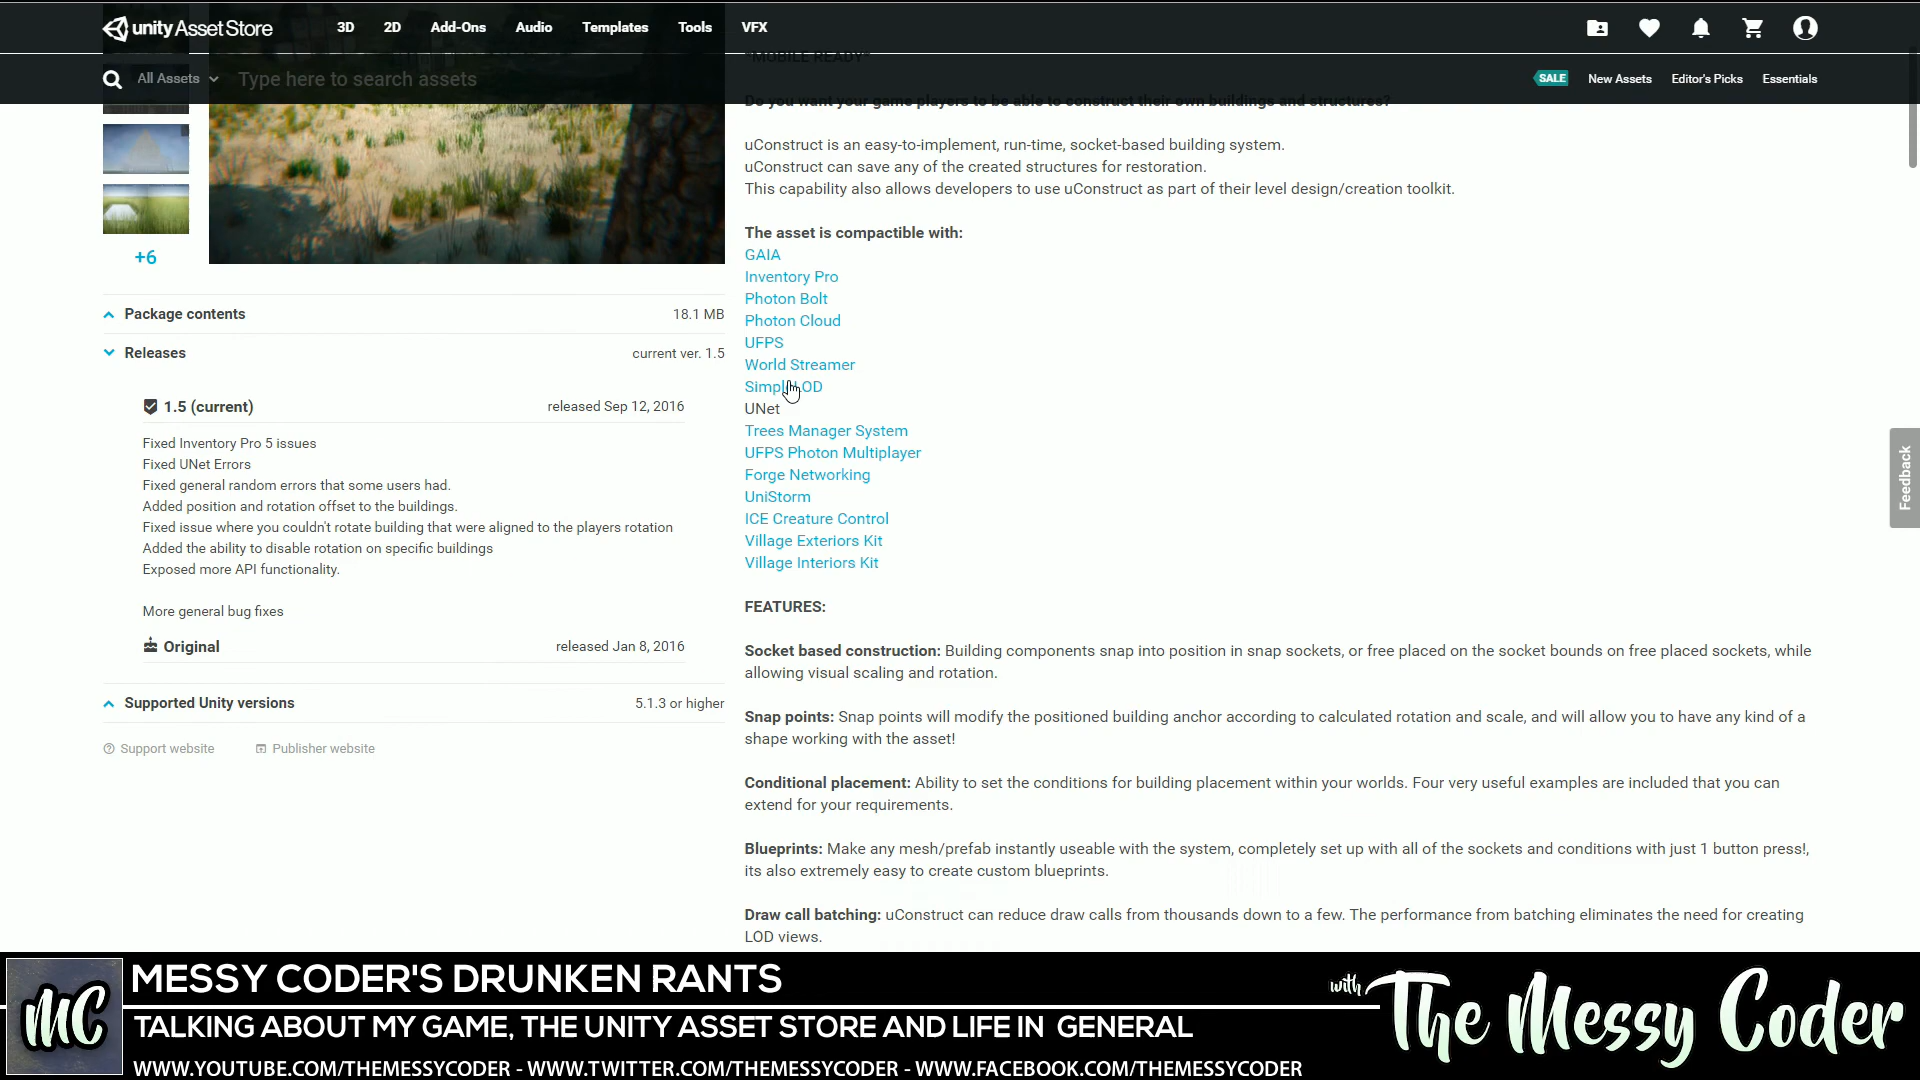 unity Asset Store
3D
2D
Add-Ons
Audio
Templates
Tools
VFX
All Assets
Type here to search assets
SALE
New Assets
Editor's Picks
Essentials
*MOBILE READY*
Do you want your game players to be able to construct their own buildings and structures?
uConstruct is an easy-to-implement, run-time, socket-based building system.
uConstruct can save any of the created structures for restoration.
This capability also allows developers to use uConstruct as part of their level design/creation toolkit.
The asset is compactible with:
GAIA
Inventory Pro
Photon Bolt
Photon Cloud
UFPS
World Streamer
SimpleLOD
UNet
Trees Manager System
UFPS Photon Multiplayer
Forge Networking
UniStorm
ICE Creature Control
Village Exteriors Kit
Village Interiors Kit
FEATURES:
Socket based construction: Building components snap into position in snap sockets, or free placed on the socket bounds on free placed sockets, while
allowing visual scaling and rotation.
Snap points: Snap points will modify the positioned building anchor according to calculated rotation and scale, and will allow you to have any kind of a
shape working with the asset!
Conditional placement: Ability to set the conditions for building placement within your worlds. Four very useful examples are included that you can
extend for your requirements.
Blueprints: Make any mesh/prefab instantly useable with the system, completely set up with all of the sockets and conditions with just 1 button press!,
its also extremely easy to create custom blueprints.
Draw call batching: uConstruct can reduce draw calls from thousands down to a few. The performance from batching eliminates the need for creating
LOD views.
+6
Package contents
18.1 MB
Releases
current ver. 1.5
1.5 (current)
released Sep 12, 2016
Fixed Inventory Pro 5 issues
Fixed UNet Errors
Fixed general random errors that some users had.
Added position and rotation offset to the buildings.
Fixed issue where you couldn't rotate building that were aligned to the players rotation
Added the ability to disable rotation on specific buildings
Exposed more API functionality.
More general bug fixes
Original
released Jan 8, 2016
Supported Unity versions
5.1.3 or higher
Support website
Publisher website
Feedback
MC
MESSY CODER'S DRUNKEN RANTS
TALKING ABOUT MY GAME, THE UNITY ASSET STORE AND LIFE IN GENERAL
WWW.YOUTUBE.COM/THEMESSYCODER - WWW.TWITTER.COM/THEMESSYCODER - WWW.FACEBOOK.COM/THEMESSYCODER
with The Messy Coder